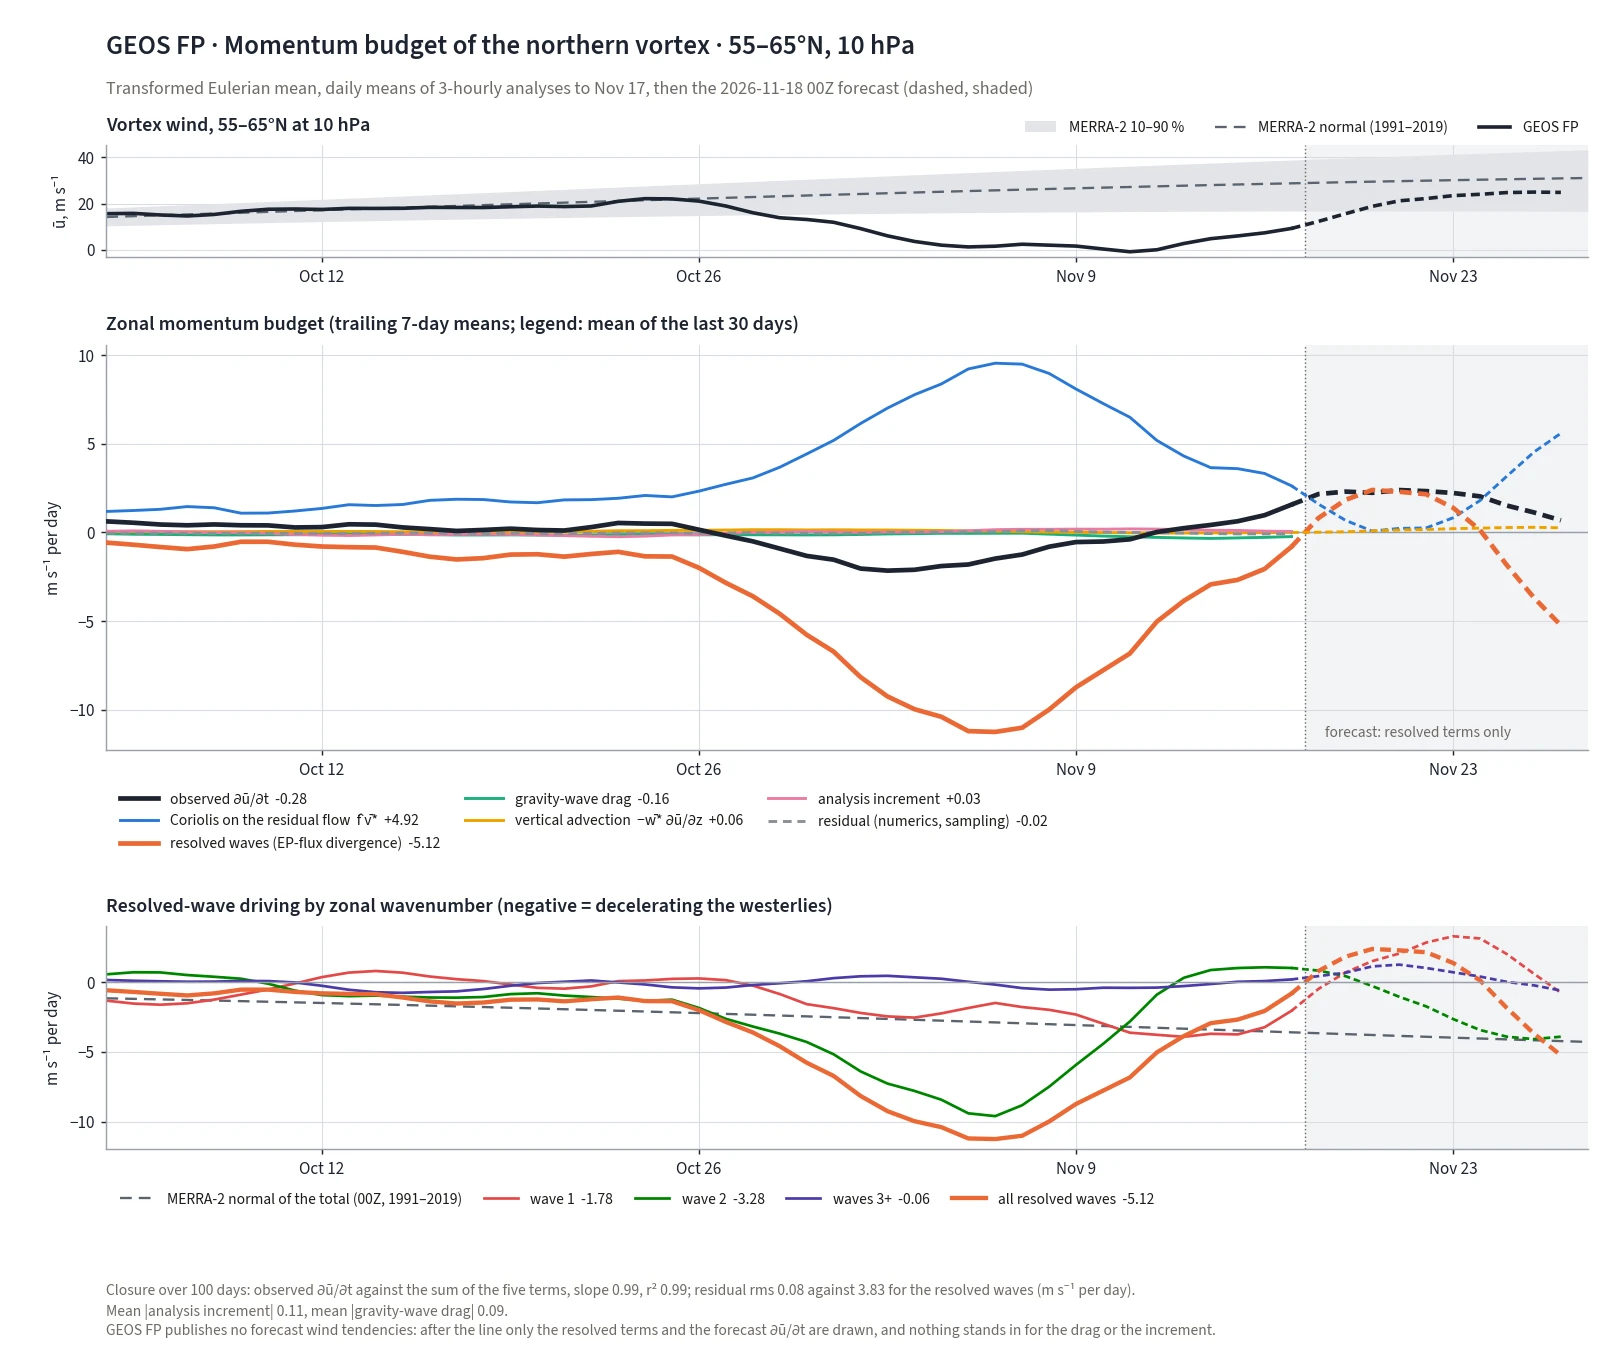 GEOS FP · Momentum budget of the northern vortex · 55–65°N, 10 hPa
Transformed Eulerian mean, daily means of 3-hourly analyses to Nov 17, then the 2026-11-18 00Z forecast (dashed, shaded)
Vortex wind, 55–65°N at 10 hPa
MERRA-2 10–90 % MERRA-2 normal (1991–2019) GEOS FP
40
20
0
ū, m s⁻¹
Oct 12 Oct 26 Nov 9 Nov 23
Zonal momentum budget (trailing 7-day means; legend: mean of the last 30 days)
10
5
0
−5
−10
m s⁻¹ per day
forecast: resolved terms only
Oct 12 Oct 26 Nov 9 Nov 23
observed ∂ū/∂t -0.28 gravity-wave drag -0.16 analysis increment +0.03
Coriolis on the residual flow f v̄* +4.92 vertical advection −w̄* ∂ū/∂z +0.06 residual (numerics, sampling) -0.02
resolved waves (EP-flux divergence) -5.12
Resolved-wave driving by zonal wavenumber (negative = decelerating the westerlies)
0
−5
−10
m s⁻¹ per day
Oct 12 Oct 26 Nov 9 Nov 23
MERRA-2 normal of the total (00Z, 1991–2019) wave 1 -1.78 wave 2 -3.28 waves 3+ -0.06 all resolved waves -5.12
Closure over 100 days: observed ∂ū/∂t against the sum of the five terms, slope 0.99, r² 0.99; residual rms 0.08 against 3.83 for the resolved waves (m s⁻¹ per day).
Mean |analysis increment| 0.11, mean |gravity-wave drag| 0.09.
GEOS FP publishes no forecast wind tendencies: after the line only the resolved terms and the forecast ∂ū/∂t are drawn, and nothing stands in for the drag or the increment.